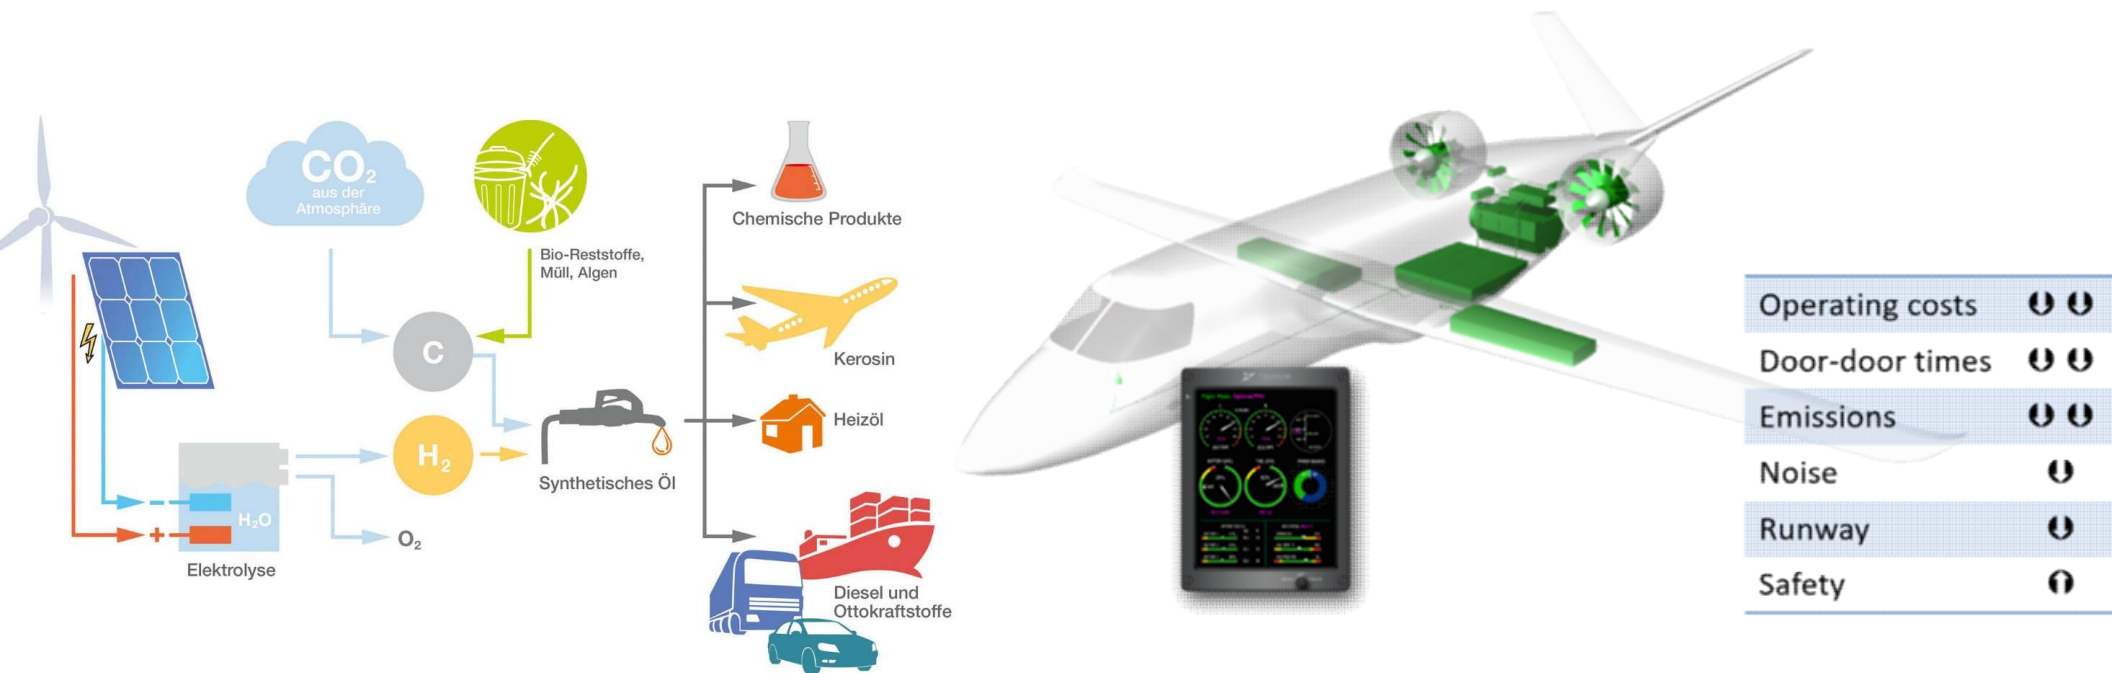 CO₂
aus der
Atmosphäre
Bio-Reststoffe,
Müll, Algen
C
H₂
H₂O
O₂
Elektrolyse
Synthetisches Öl
Chemische Produkte
Kerosin
Heizöl
Diesel und
Ottokraftstoffe
Operating costs
Door-door times
Emissions
Noise
Runway
Safety